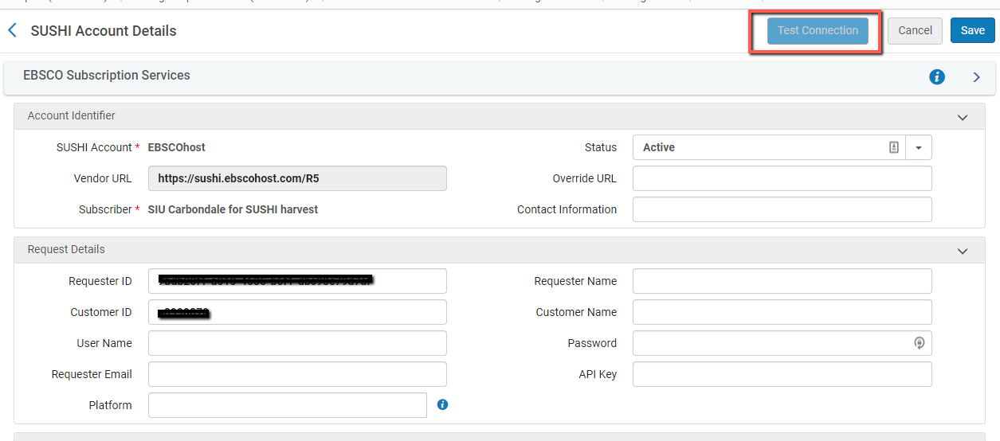 SUSHI Account Details
Test Connection
Cancel
Save
EBSCO Subscription Services
Account Identifier
SUSHI Account * EBSCOhost
Status Active
Vendor URL https://sushi.ebscohost.com/R5
Override URL
Subscriber * SIU Carbondale for SUSHI harvest
Contact Information
Request Details
Requester ID
Requester Name
Customer ID
Customer Name
User Name
Password
Requester Email
API Key
Platform